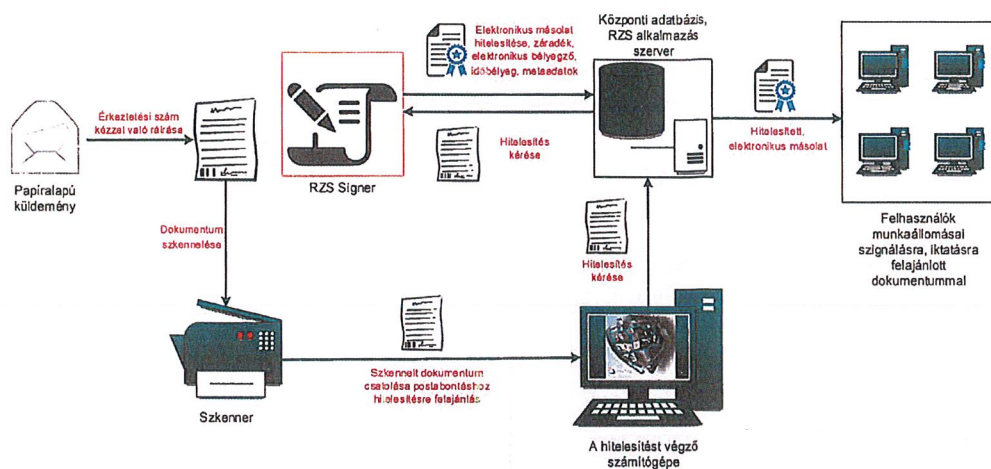 Elektronikus másolat
hitelesítése, záradék,
elektronikus bélyegző,
időbélyeg, metaadatok
Központi adatbázis,
RZS alkalmazás
szerver
Érkeztetési szám
kézzel való ráírása
Papíralapú
küldemény
RZS Signer
Hitelesítés
kérése
Hitelesített,
elektronikus másolat
Felhasználók
munkaállomásai
szignálásra, iktatásra
felajánlott
dokumentummal
Dokumentum
szkennelése
Hitelesítés
kérése
Szkenner
Szkennelt dokumentum
csatolása postabontáshoz
hitelesítésre felajánlás
A hitelesítést végző
számítógépe